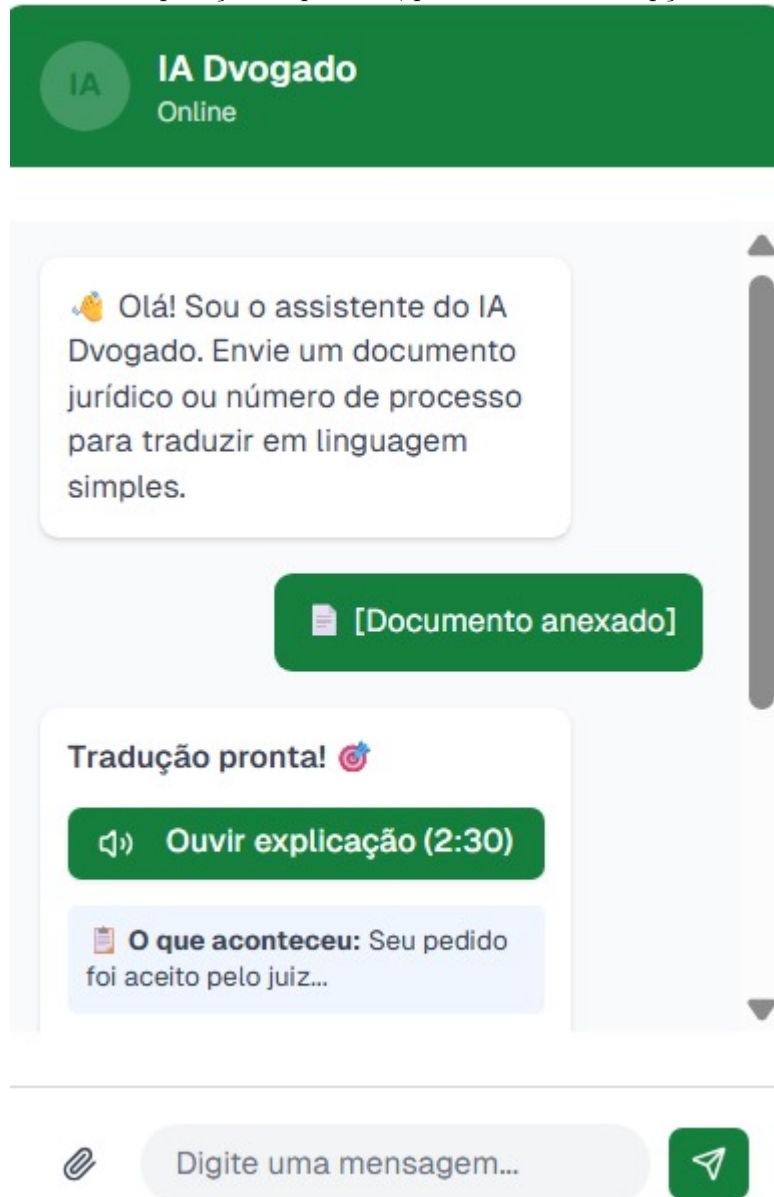 IA
IA Dvogado
Online
👋 Olá! Sou o assistente do IA
Dvogado. Envie um documento
jurídico ou número de processo
para traduzir em linguagem
simples.
📄 [Documento anexado]
Tradução pronta! 🎯
Ouvir explicação (2:30)
📋 O que aconteceu: Seu pedido
foi aceito pelo juiz...
Digite uma mensagem...